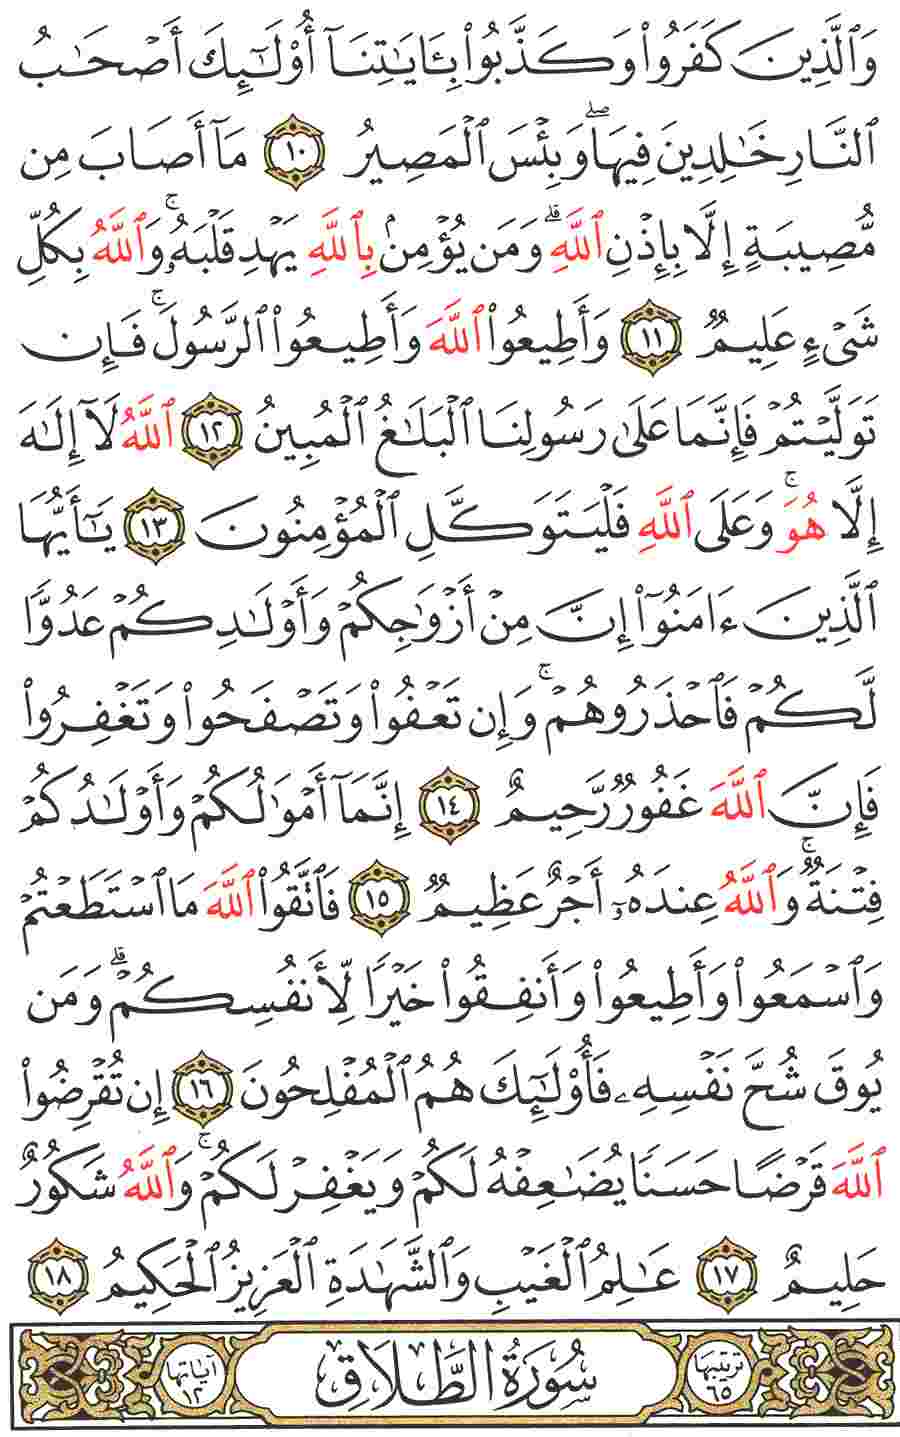 وَٱلَّذِينَ كَفَرُوا۟ وَكَذَّبُوا۟ بِـَٔايَـٰتِنَآ أُو۟لَـٰٓئِكَ أَصْحَـٰبُ
ٱلنَّارِ خَـٰلِدِينَ فِيهَا ۖ وَبِئْسَ ٱلْمَصِيرُ ١٠ مَآ أَصَابَ مِن
مُّصِيبَةٍ إِلَّا بِإِذْنِ ٱللَّهِ ۗ وَمَن يُؤْمِنۢ بِٱللَّهِ يَهْدِ قَلْبَهُۥ ۚ وَٱللَّهُ بِكُلِّ
شَىْءٍ عَلِيمٌ ١١ وَأَطِيعُوا۟ ٱللَّهَ وَأَطِيعُوا۟ ٱلرَّسُولَ ۚ فَإِن
تَوَلَّيْتُمْ فَإِنَّمَا عَلَىٰ رَسُولِنَا ٱلْبَلَـٰغُ ٱلْمُبِينُ ١٢ ٱللَّهُ لَآ إِلَـٰهَ
إِلَّا هُوَ ۚ وَعَلَى ٱللَّهِ فَلْيَتَوَكَّلِ ٱلْمُؤْمِنُونَ ١٣ يَـٰٓأَيُّهَا
ٱلَّذِينَ ءَامَنُوٓا۟ إِنَّ مِنْ أَزْوَٰجِكُمْ وَأَوْلَـٰدِكُمْ عَدُوًّا
لَّكُمْ فَٱحْذَرُوهُمْ ۚ وَإِن تَعْفُوا۟ وَتَصْفَحُوا۟ وَتَغْفِرُوا۟
فَإِنَّ ٱللَّهَ غَفُورٌ رَّحِيمٌ ١٤ إِنَّمَآ أَمْوَٰلُكُمْ وَأَوْلَـٰدُكُمْ
فِتْنَةٌ ۚ وَٱللَّهُ عِندَهُۥٓ أَجْرٌ عَظِيمٌ ١٥ فَٱتَّقُوا۟ ٱللَّهَ مَا ٱسْتَطَعْتُمْ
وَٱسْمَعُوا۟ وَأَطِيعُوا۟ وَأَنفِقُوا۟ خَيْرًا لِّأَنفُسِكُمْ ۗ وَمَن
يُوقَ شُحَّ نَفْسِهِۦ فَأُو۟لَـٰٓئِكَ هُمُ ٱلْمُفْلِحُونَ ١٦ إِن تُقْرِضُوا۟
ٱللَّهَ قَرْضًا حَسَنًا يُضَـٰعِفْهُ لَكُمْ وَيَغْفِرْ لَكُمْ ۚ وَٱللَّهُ شَكُورٌ
حَلِيمٌ ١٧ عَـٰلِمُ ٱلْغَيْبِ وَٱلشَّهَـٰدَةِ ٱلْعَزِيزُ ٱلْحَكِيمُ ١٨
ترتيبها ٦٥ سُورَةُ الطَّلَاقِ آياتها ١٢